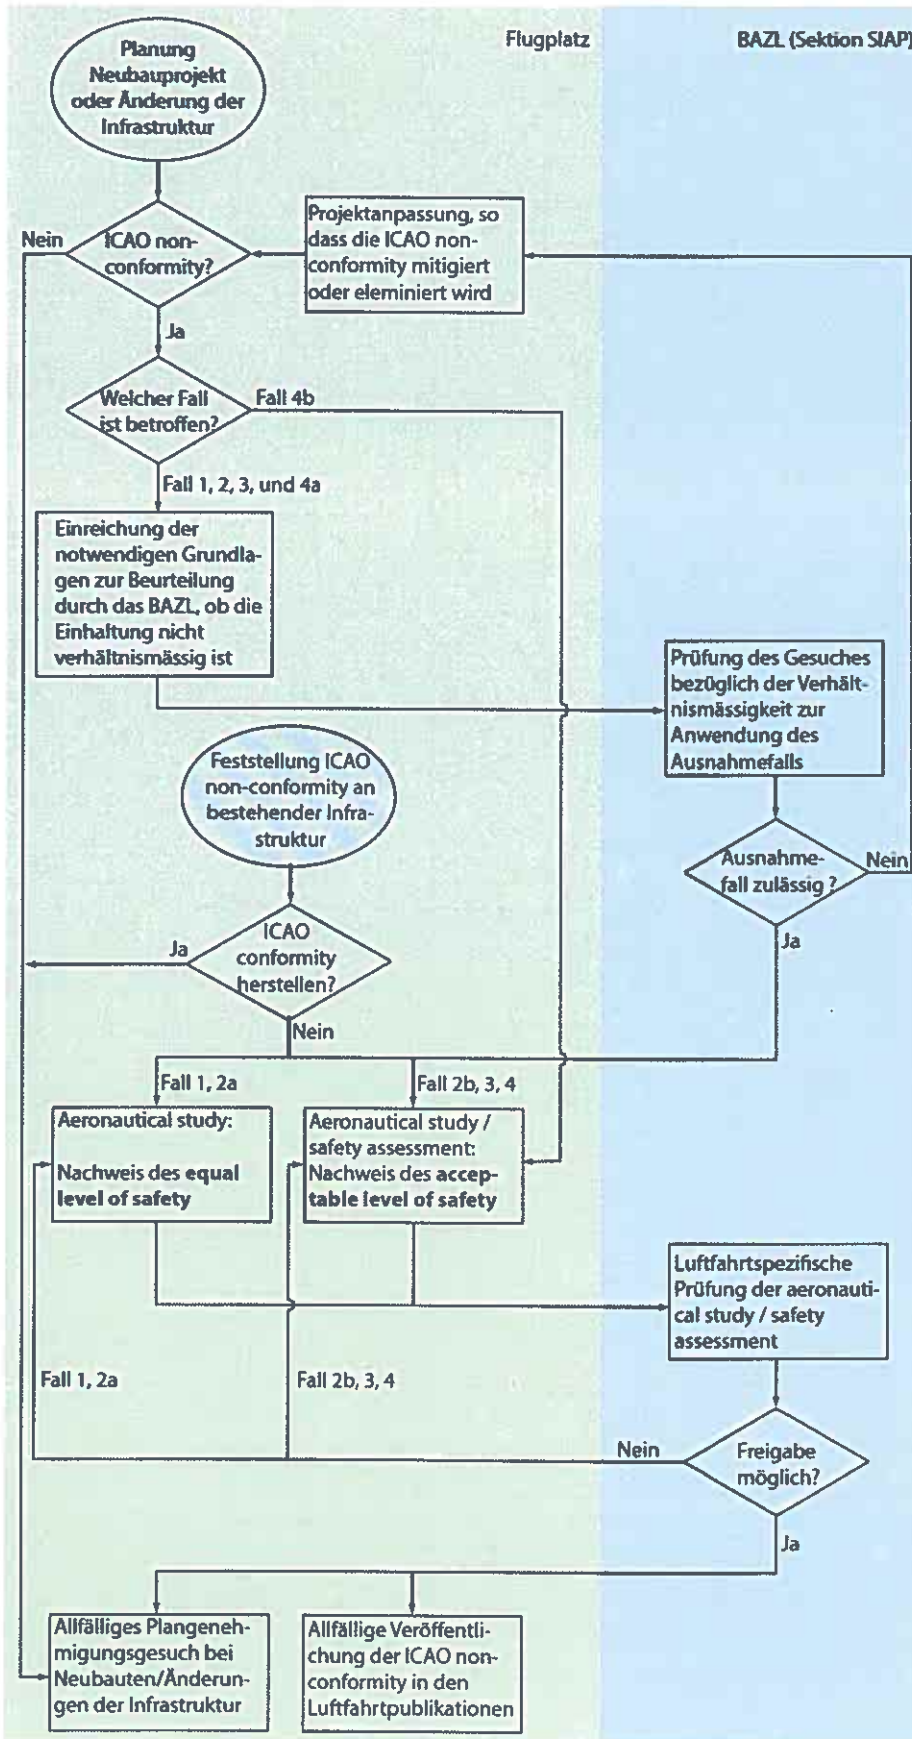 Flugplatz
BAZL (Sektion SIAP)
Planung
Neubauprojekt
oder Änderung der
Infrastruktur
Nein
ICAO non-
conformity?
Projektanpassung, so
dass die ICAO non-
conformity mitigiert
oder eleminiert wird
Ja
Welcher Fall
ist betroffen?
Fall 4b
Fall 1, 2, 3, und 4a
Einreichung der
notwendigen Grundla-
gen zur Beurteilung
durch das BAZL, ob die
Einhaltung nicht
verhältnismässig ist
Prüfung des Gesuches
bezüglich der Verhält-
nismässigkeit zur
Anwendung des
Ausnahmefalls
Feststellung ICAO
non-conformity an
bestehender Infra-
struktur
Ausnahme-
fall zulässig ?
Nein
Ja
Ja
ICAO
conformity
herstellen?
Nein
Fall 1, 2a
Fall 2b, 3, 4
Aeronautical study:
Nachweis des equal
level of safety
Aeronautical study /
safety assessment:
Nachweis des accep-
table level of safety
Luftfahrtspezifische
Prüfung der aeronauti-
cal study / safety
assessment
Fall 1, 2a
Fall 2b, 3, 4
Nein
Freigabe
möglich?
Ja
Allfälliges Plangeneh-
migungsgesuch bei
Neubauten/Änderun-
gen der Infrastruktur
Allfällige Veröffentli-
chung der ICAO non-
conformity in den
Luftfahrtpublikationen